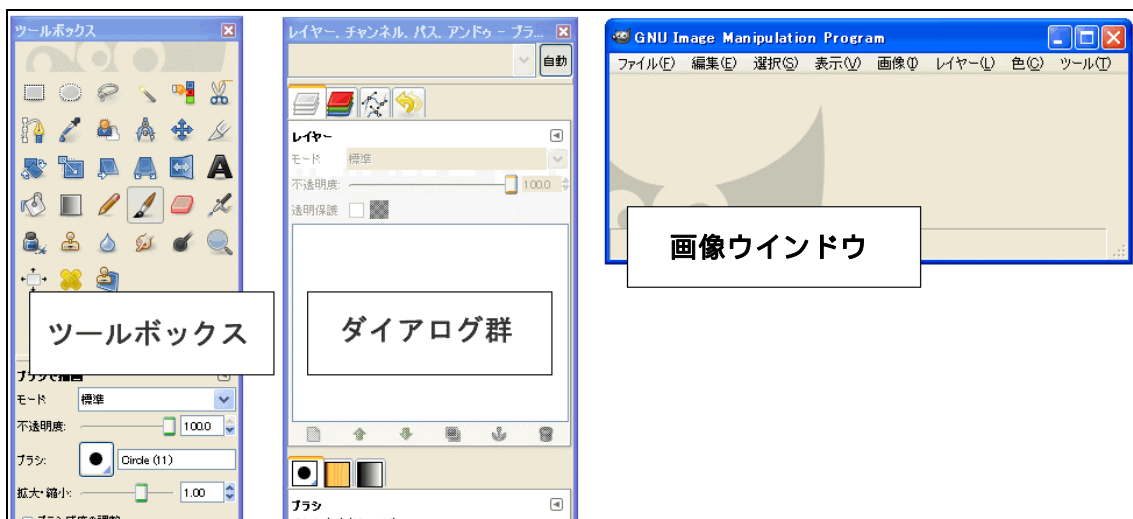 ツールボックス
ツールボックス
モード: 標準
不透明度: 100.0
ブラシ: Circle (11)
拡大・縮小: 1.00
レイヤー, チャンネル, パス, アンドゥ - ブラ...
自動
レイヤー
モード: 標準
不透明度: 100.0
透明保護
ダイアログ群
ブラシ
GNU Image Manipulation Program
ファイル(F) 編集(E) 選択(S) 表示(V) 画像(I) レイヤー(L) 色(C) ツール(T)
画像ウインドウ